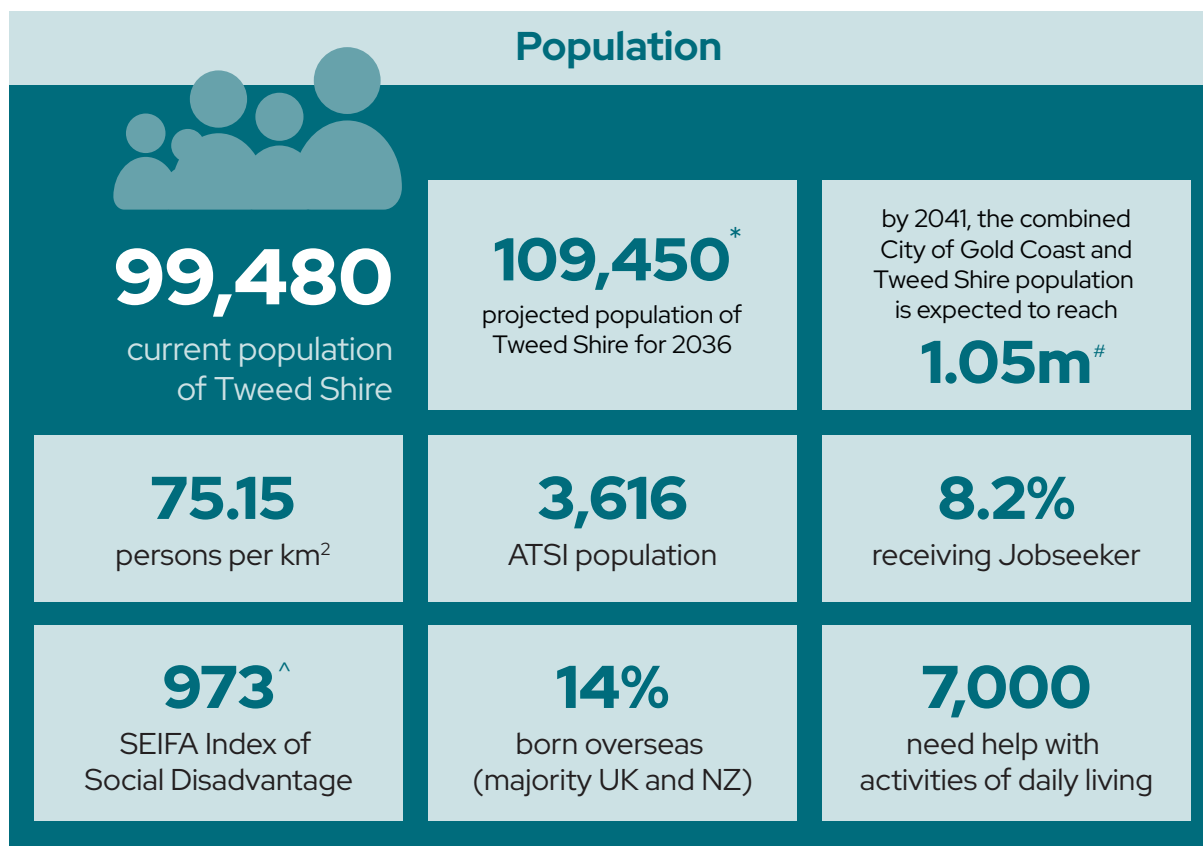 Population
99,480
current population
of Tweed Shire
109,450*
projected population of
Tweed Shire for 2036
by 2041, the combined
City of Gold Coast and
Tweed Shire population
is expected to reach
1.05m#
75.15
persons per km²
3,616
ATSI population
8.2%
receiving Jobseeker
973^
SEIFA Index of
Social Disadvantage
14%
born overseas
(majority UK and NZ)
7,000
need help with
activities of daily living